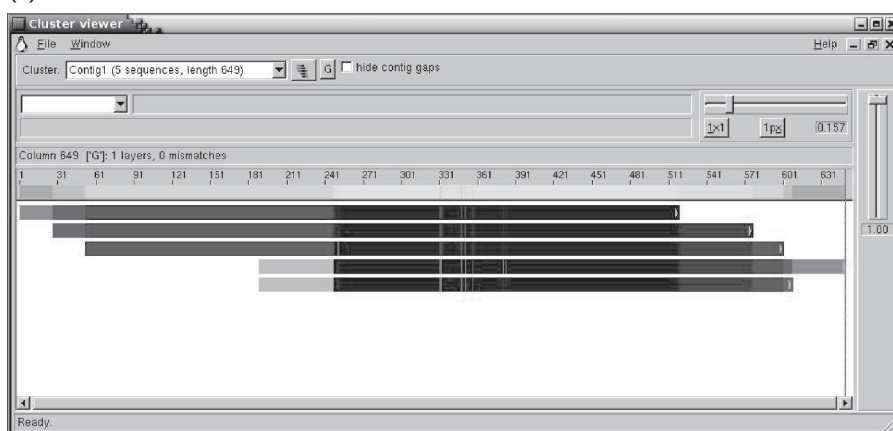 Cluster viewer
File Window Help
Cluster: Contig1 (5 sequences, length 649) G hide contig gaps
1x1 1px 0.157
Column 649 ['G']: 1 layers, 0 mismatches
1 31 61 91 121 151 181 211 241 271 301 331 361 391 421 451 481 511 541 571 601 631
1.00
Ready.